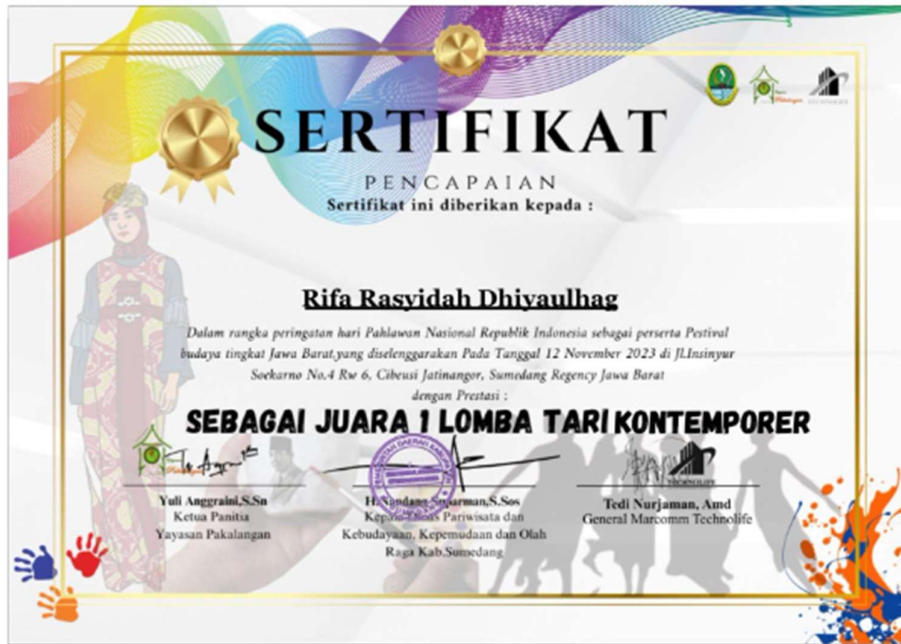 SERTIFIKAT
PENCAPAIAN
Sertifikat ini diberikan kepada :
Rifa Rasyidah Dhiyaulhag
Dalam rangka peringatan hari Pahlawan Nasional Republik Indonesia sebagai perserta Pestival
budaya tingkat Jawa Barat,yang diselenggarakan Pada Tanggal 12 November 2023 di Jl.Insinyur
Soekarno No.4 Rw 6, Cibeusi Jatinangor, Sumedang Regency Jawa Barat
dengan Prestasi :
SEBAGAI JUARA 1 LOMBA TARI KONTEMPORER
TECHNOLIFE
Yuli Anggraini,S.Sn
Ketua Panitia
Yayasan Pakalangan
H. Suparman,S.Sos
Kepala Dinas Pariwisata dan
Kebudayaan, Kepemudaan dan Olah
Raga Kab.Sumedang
Tedi Nurjaman, Amd
General Marcomm Technolife